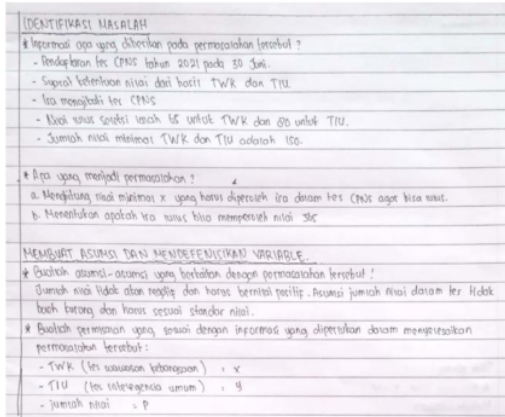 IDENTIFIKASI MASALAH
* Informasi apa yang diberikan pada permasalahan tersebut ?
- Pendaftaran tes CPNS tahun 2021 pada 30 Juni.
- Syarat ketentuan nilai dari hasil TWK dan TIU
- Ira mengikuti tes CPNS
- Nilai lulus seleksi ialah 65 untuk TWK dan 80 untuk TIU.
- Jumlah nilai minimal TWK dan TIU adalah 150.
* Apa yang menjadi permasalahan ?
a. Menghitung nilai minimal x yang harus diperoleh ira dalam tes CPNS agar bisa lulus.
b. Menentukan apakah ira lulus bila memperoleh nilai
MEMBUAT ASUMSI DAN MENDEFENISIKAN VARIABLE.
* Buatlah asumsi-asumsi yang berkaitan dengan permasalahan tersebut !
Jumlah nilai tidak akan negatif dan harus bernilai positif. Asumsi jumlah nilai dalam tes tidak
boleh kurang dan harus sesuai standar nilai.
* Buatlah permisalan yang sesuai dengan informasi yang diperlukan dalam menyelesaikan
permasalahan tersebut :
- TWK (tes wawasan kebangsaan) : x
- TIU (tes intelegencia umum) : y
- jumlah nilai : P